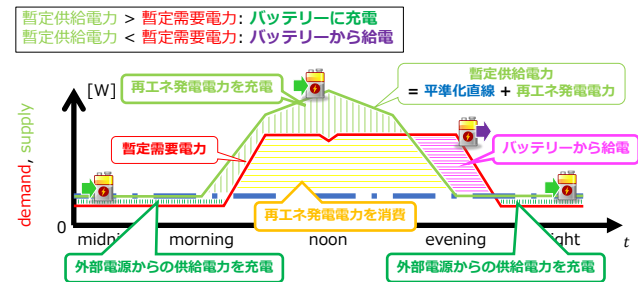 暫定供給電力 > 暫定需要電力: バッテリーに充電
暫定供給電力 < 暫定需要電力: バッテリーから給電
[W]
再エネ発電電力を充電
暫定供給電力
= 平準化直線 + 再エネ発電電力
暫定需要電力
バッテリーから給電
demand, supply
再エネ発電電力を消費
0
morning
noon
evening
t
外部電源からの供給電力を充電
外部電源からの供給電力を充電